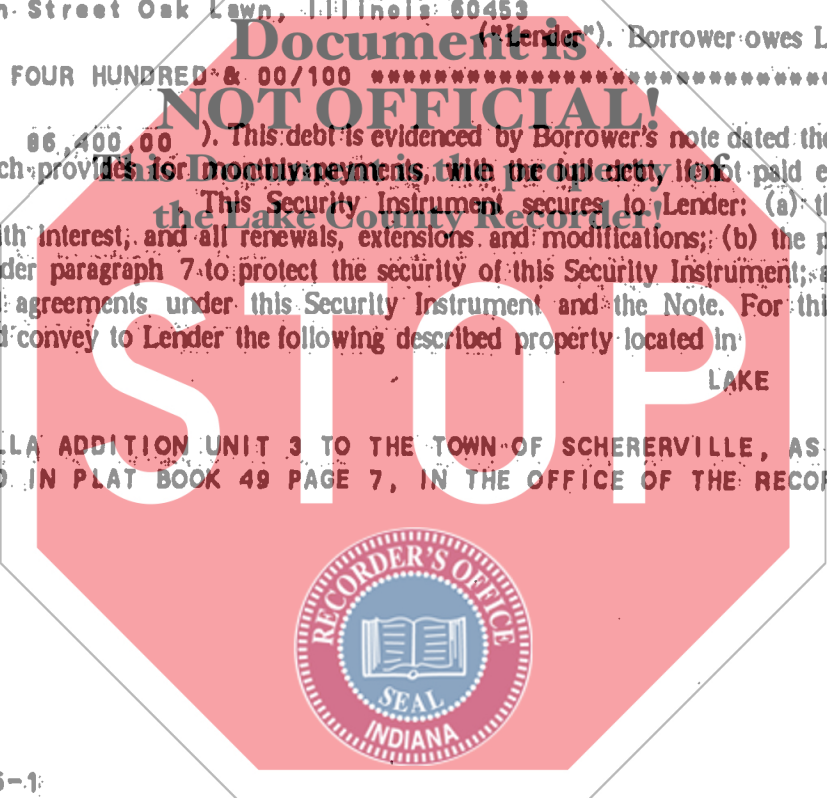 Street Oak Lawn, Illinois 60453
Document is
("Lender"). Borrower owes L
FOUR HUNDRED & 00/100 ************************************
NOT OFFICIAL!
86,400.00 ). This debt is evidenced by Borrower's note dated the
ch provides for monthly payments, with the full debt, if not paid e
This Document is the property of
This Security Instrument secures to Lender: (a) th
the Lake County Recorder!
ith interest, and all renewals, extensions and modifications; (b) the p
der paragraph 7 to protect the security of this Security Instrument; a
agreements under this Security Instrument and the Note. For thi
d convey to Lender the following described property located in
STOP
LAKE
LLA ADDITION UNIT 3 TO THE TOWN OF SCHERERVILLE, AS
D IN PLAT BOOK 49 PAGE 7, IN THE OFFICE OF THE RECOR
RECORDER'S OFFICE
SEAL
INDIANA
6-1